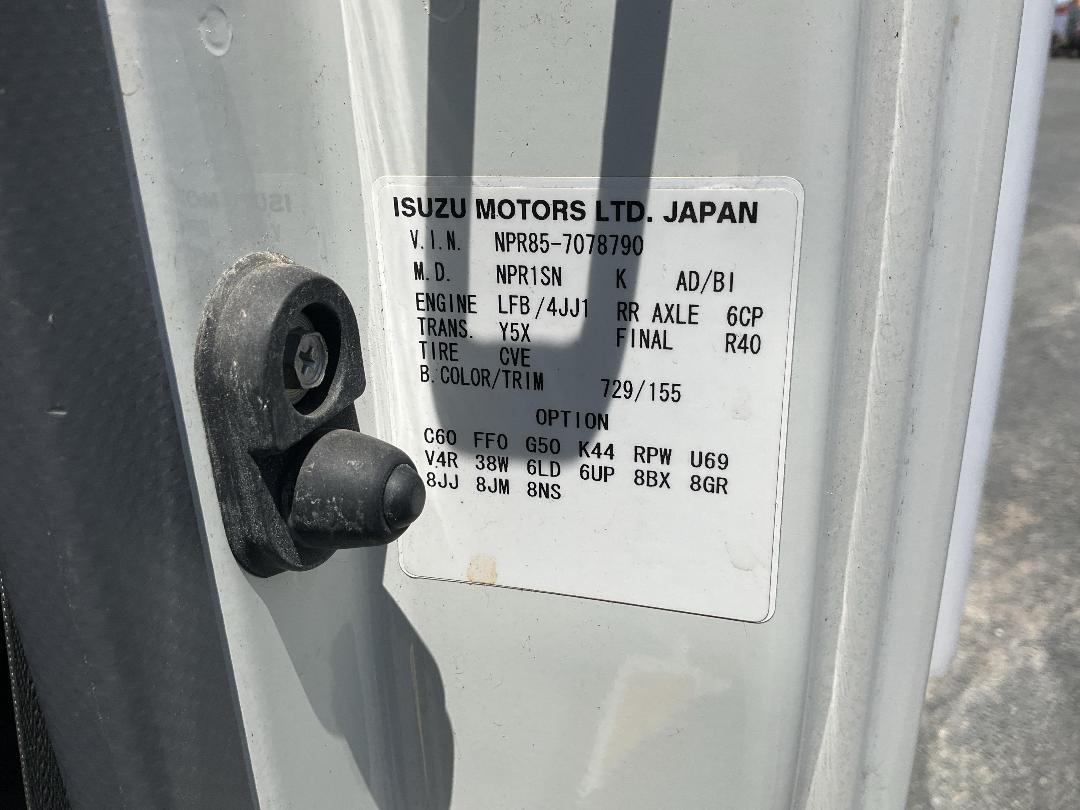 ISUZU MOTORS LTD. JAPAN
V.I.N. NPR85-7078790
M.D. NPR1SN K AD/BI
ENGINE LFB/4JJ1 RR AXLE 6CP
TRANS. Y5X FINAL R40
TIRE CVE
B.COLOR/TRIM 729/155
OPTION
C60 FF0 G50 K44 RPW U69
V4R 38W 6LD 6UP 8BX 8GR
8JJ 8JM 8NS